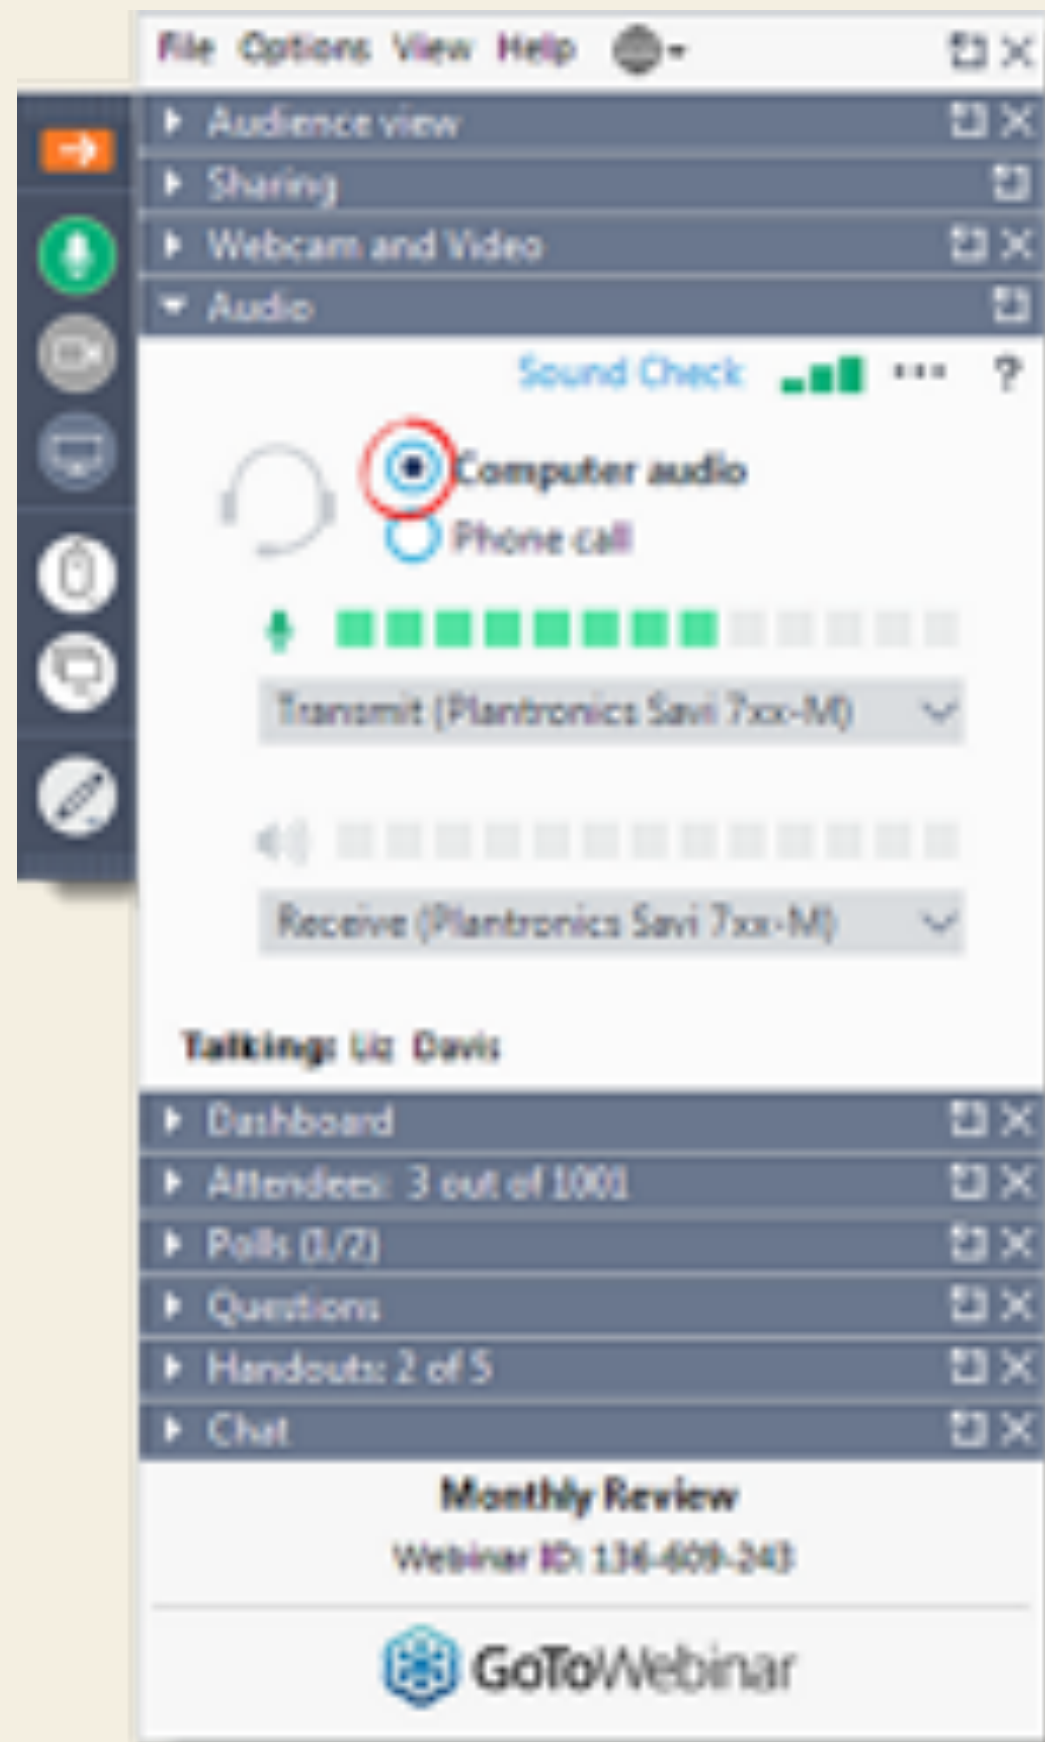 File Options View Help
Audience view
Sharing
Webcam and Video
Audio
Sound Check ... ?
Computer audio
Phone call
Transmit (Plantronics Savi 7xx-M)
Receive (Plantronics Savi 7xx-M)
Talking: Liz Davis
Dashboard
Attendees: 3 out of 1001
Polls (1/2)
Questions
Handouts: 2 of 5
Chat
Monthly Review
Webinar ID: 136-609-243
GoToWebinar